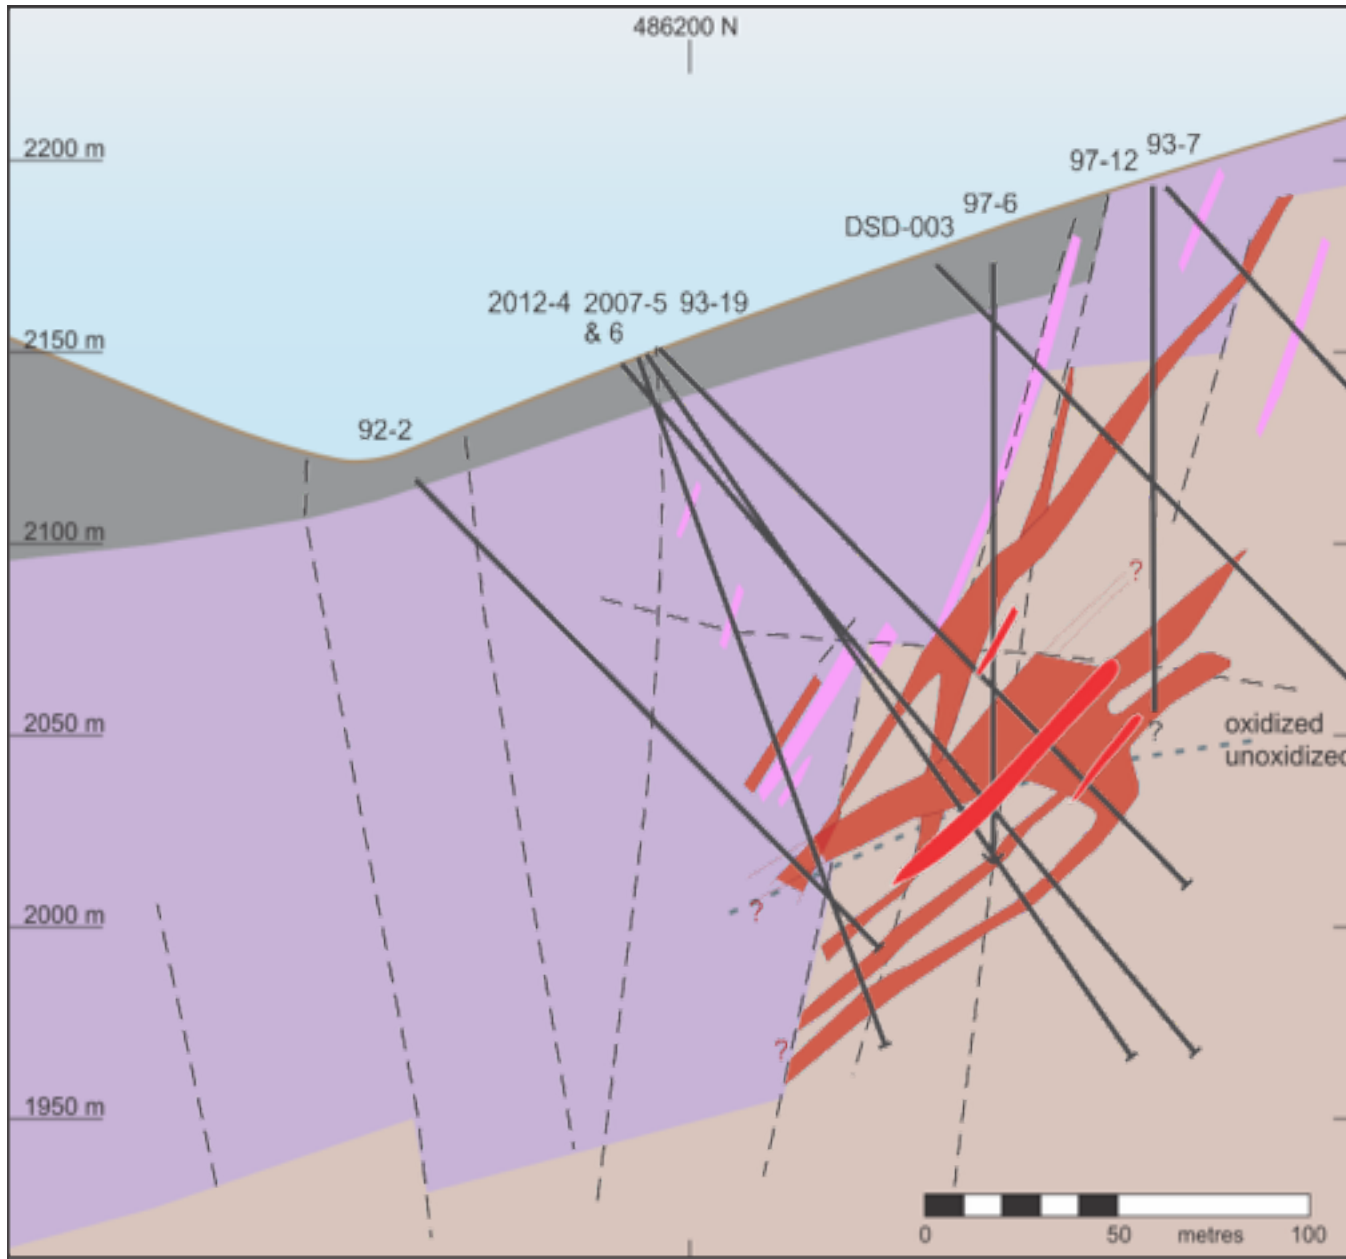 486200 N
2200 m
97-12
93-7
97-6
DSD-003
2012-4 2007-5 93-19
& 6
2150 m
92-2
2100 m
?
2050 m
oxidized
?
unoxidized
2000 m
?
?
1950 m
0 50 metres 100